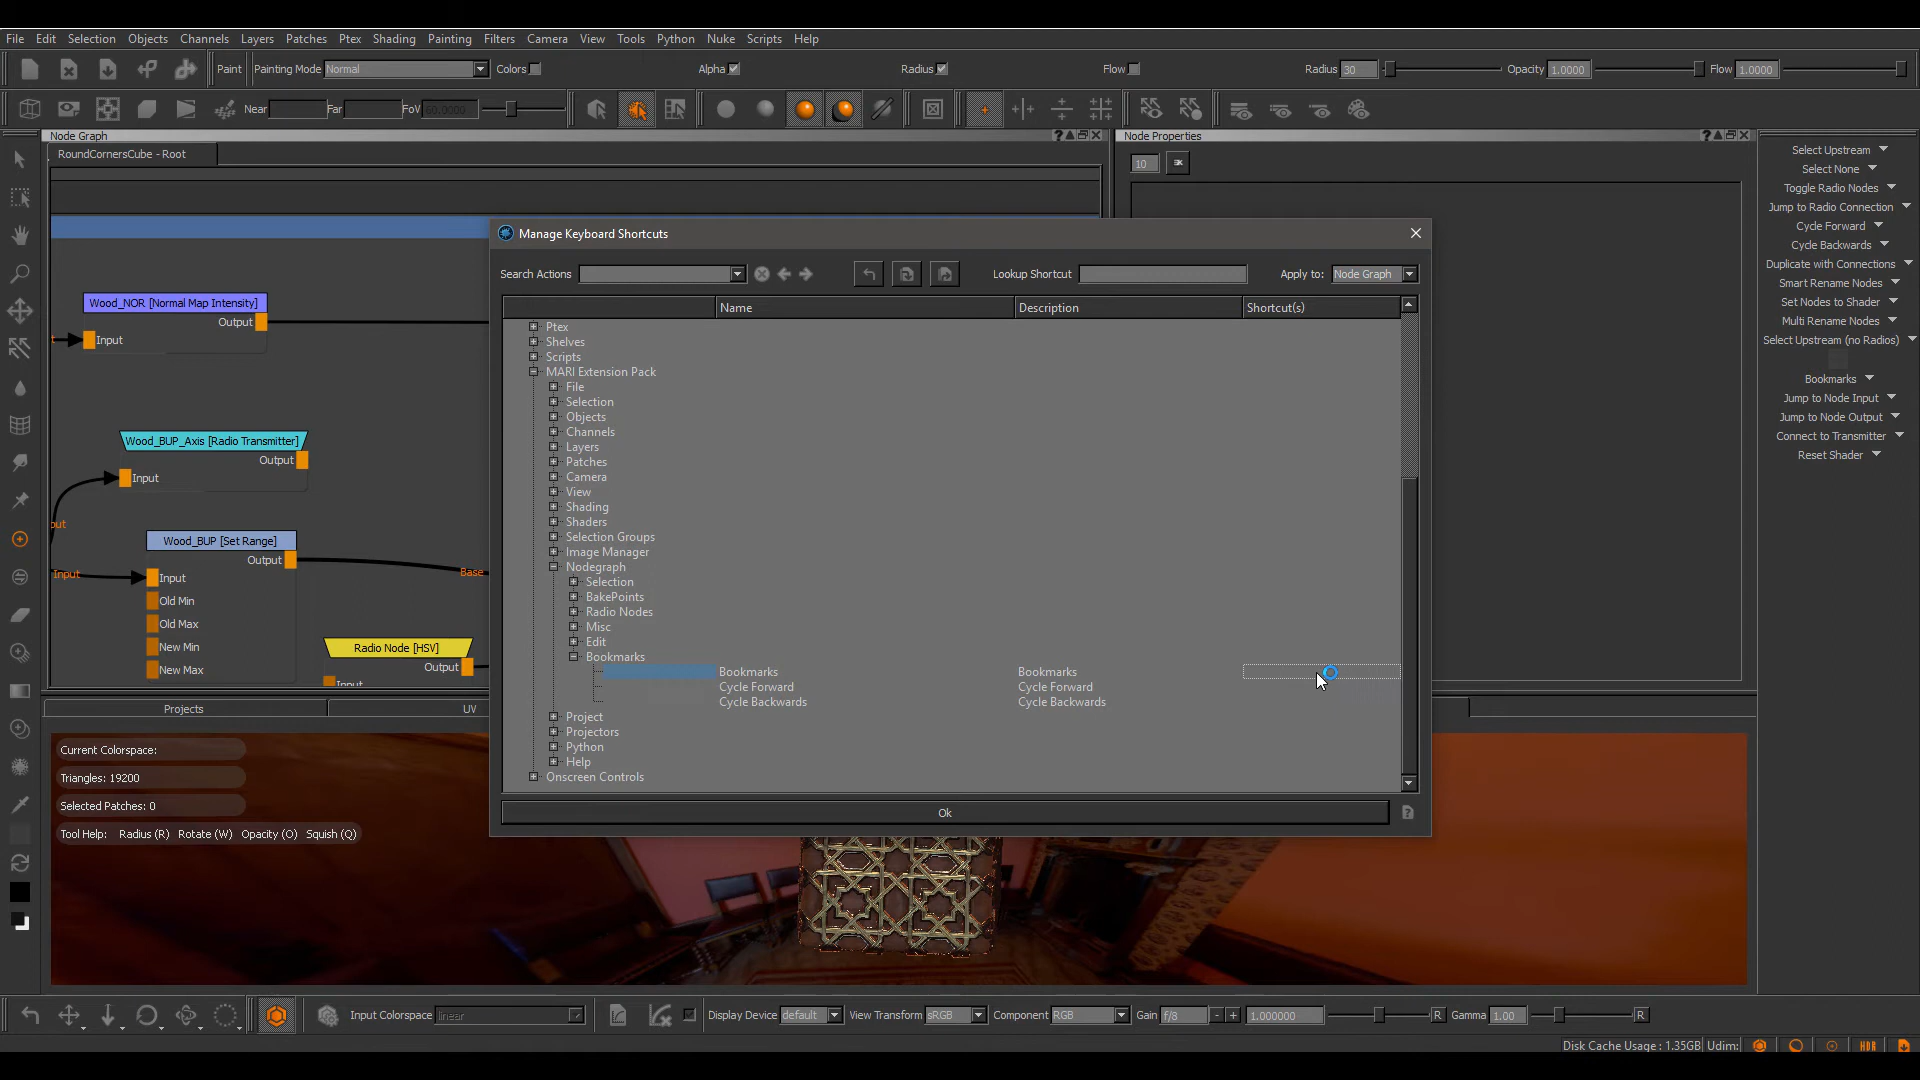 File Edit Selection Objects Channels Layers Patches Ptex Shading Painting Filters Camera View Tools Python Nuke Scripts Help
Paint Painting Mode Normal Colors Alpha Radius Flow Radius 30 Opacity 1.0000 Flow 1.0000
Near Far FoV 60.0000
Node Graph
Node Properties
RoundCornersCube - Root
10
Select Upstream
Select None
Toggle Radio Nodes
Jump to Radio Connection
Cycle Forward
Cycle Backwards
Duplicate with Connections
Smart Rename Nodes
Set Nodes to Shader
Multi Rename Nodes
Select Upstream (no Radios)
Bookmarks
Jump to Node Input
Jump to Node Output
Connect to Transmitter
Reset Shader
Wood_NOR [Normal Map Intensity]
Output
Input
Wood_BUP_Axis [Radio Transmitter]
Output
Input
out
Wood_BUP [Set Range]
Output
Input
Base
Input
Old Min
Old Max
New Min
New Max
Radio Node [HSV]
Output
Input
Manage Keyboard Shortcuts
Search Actions Lookup Shortcut Apply to: Node Graph
Name Description Shortcut(s)
Ptex
Shelves
Scripts
MARI Extension Pack
File
Selection
Objects
Channels
Layers
Patches
Camera
View
Shading
Shaders
Selection Groups
Image Manager
Nodegraph
Selection
BakePoints
Radio Nodes
Misc
Edit
Bookmarks
Bookmarks Bookmarks
Cycle Forward Cycle Forward
Cycle Backwards Cycle Backwards
Project
Projectors
Python
Help
Onscreen Controls
Ok
Projects UV
Current Colorspace:
Triangles: 19200
Selected Patches: 0
Tool Help: Radius (R) Rotate (W) Opacity (O) Squish (Q)
Input Colorspace linear Display Device default View Transform sRGB Component RGB Gain f/8 - + 1.000000 R Gamma 1.00 R
Disk Cache Usage : 1.35GB Udim: HDR